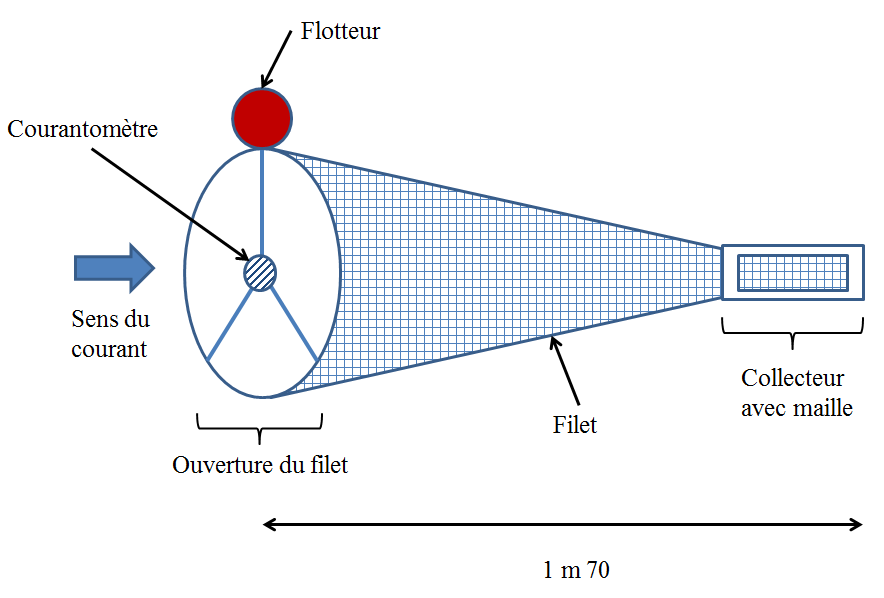 Flotteur
Courantomètre
Sens du
courant
Collecteur
avec maille
Filet
Ouverture du filet
1 m 70